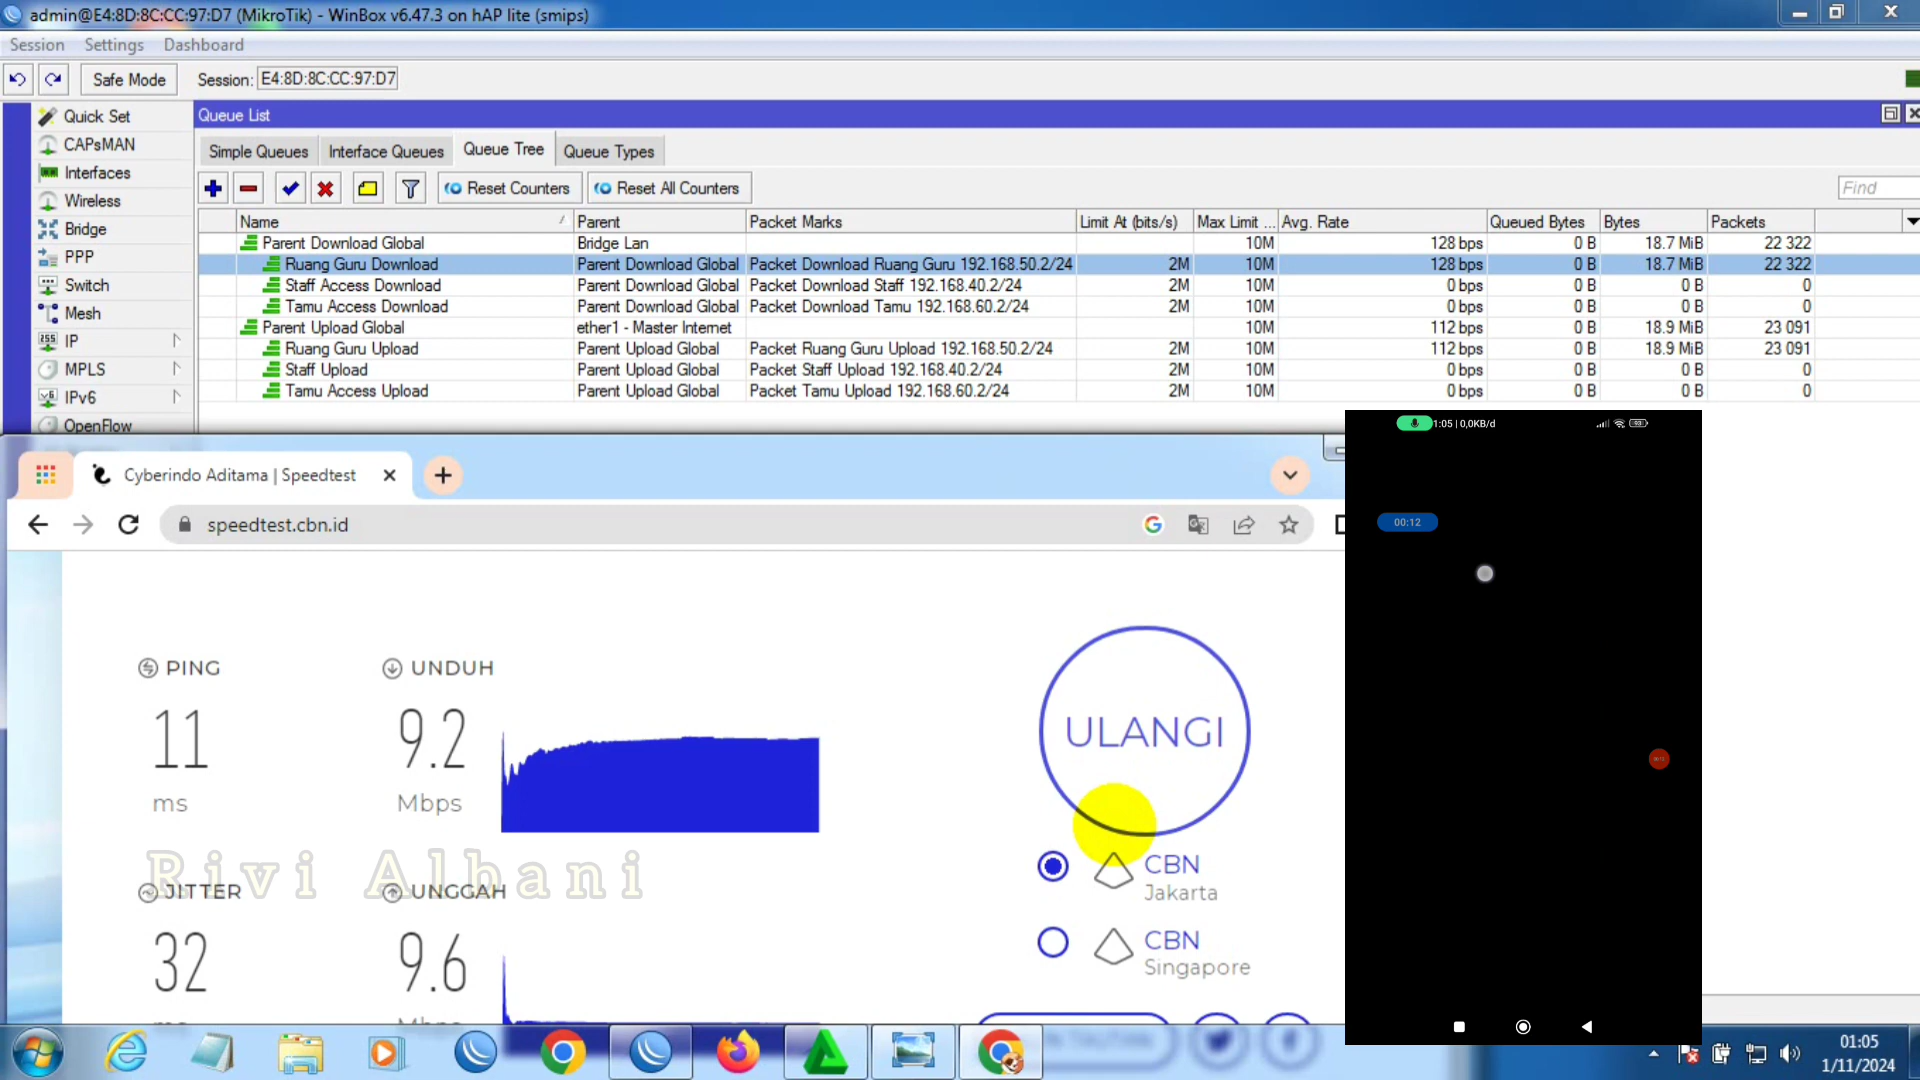 admin@E4:8D:8C:CC:97:D7 (MikroTik) - WinBox v6.47.3 on hAP lite (smips)
Session Settings Dashboard
Safe Mode Session: E4:8D:8C:CC:97:D7
Quick Set
CAPsMAN
Interfaces
Wireless
Bridge
PPP
Switch
Mesh
IP
MPLS
IPv6
OpenFlow
Queue List
Simple Queues Interface Queues Queue Tree Queue Types
Reset Counters Reset All Counters Find
Name Parent Packet Marks Limit At (bits/s) Max Limit ... Avg. Rate Queued Bytes Bytes Packets
Parent Download Global Bridge Lan 10M 128 bps 0 B 18.7 MiB 22 322
Ruang Guru Download Parent Download Global Packet Download Ruang Guru 192.168.50.2/24 2M 10M 128 bps 0 B 18.7 MiB 22 322
Staff Access Download Parent Download Global Packet Download Staff 192.168.40.2/24 2M 10M 0 bps 0 B 0 B 0
Tamu Access Download Parent Download Global Packet Download Tamu 192.168.60.2/24 2M 10M 0 bps 0 B 0 B 0
Parent Upload Global ether1 - Master Internet 10M 112 bps 0 B 18.9 MiB 23 091
Ruang Guru Upload Parent Upload Global Packet Ruang Guru Upload 192.168.50.2/24 2M 10M 112 bps 0 B 18.9 MiB 23 091
Staff Upload Parent Upload Global Packet Staff Upload 192.168.40.2/24 2M 10M 0 bps 0 B 0 B 0
Tamu Access Upload Parent Upload Global Packet Tamu Upload 192.168.60.2/24 2M 10M 0 bps 0 B 0 B 0
1:05 | 0,0KB/d
00:12
Cyberindo Aditama | Speedtest
speedtest.cbn.id
PING UNDUH
11 9.2
ms Mbps
ULANGI
Rivi Albani
JITTER UNGGAH
32 9.6
CBN
Jakarta
CBN
Singapore
01:05
1/11/2024